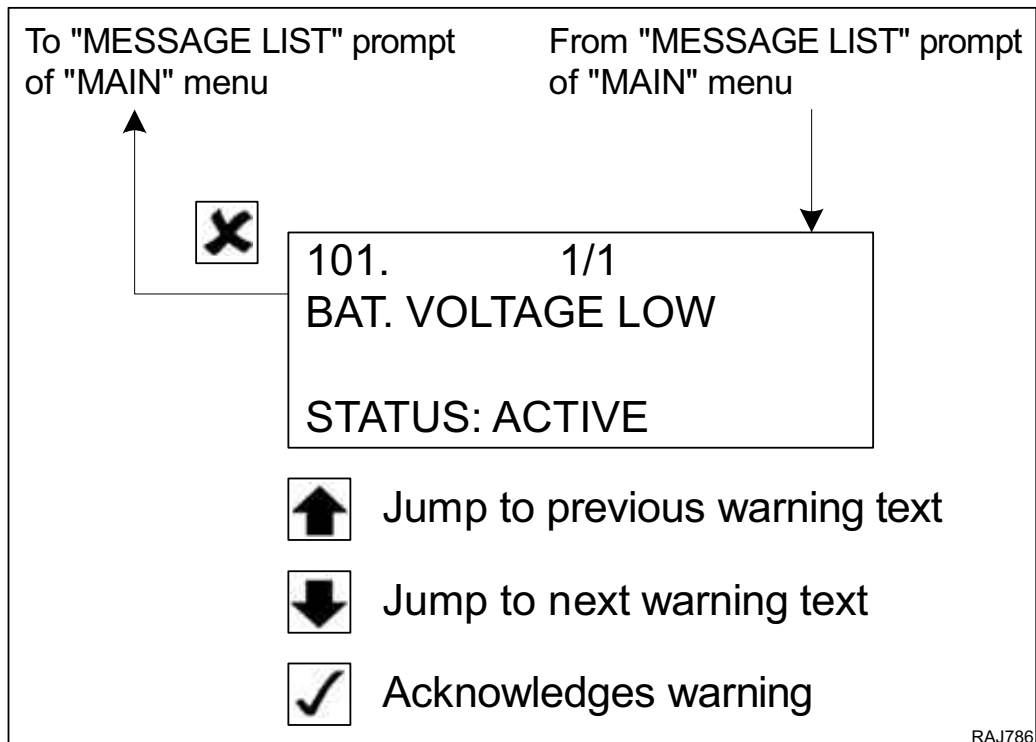 To "MESSAGE LIST" prompt
of "MAIN" menu
From "MESSAGE LIST" prompt
of "MAIN" menu
101. 1/1
BAT. VOLTAGE LOW
STATUS: ACTIVE
Jump to previous warning text
Jump to next warning text
Acknowledges warning
RAJ786